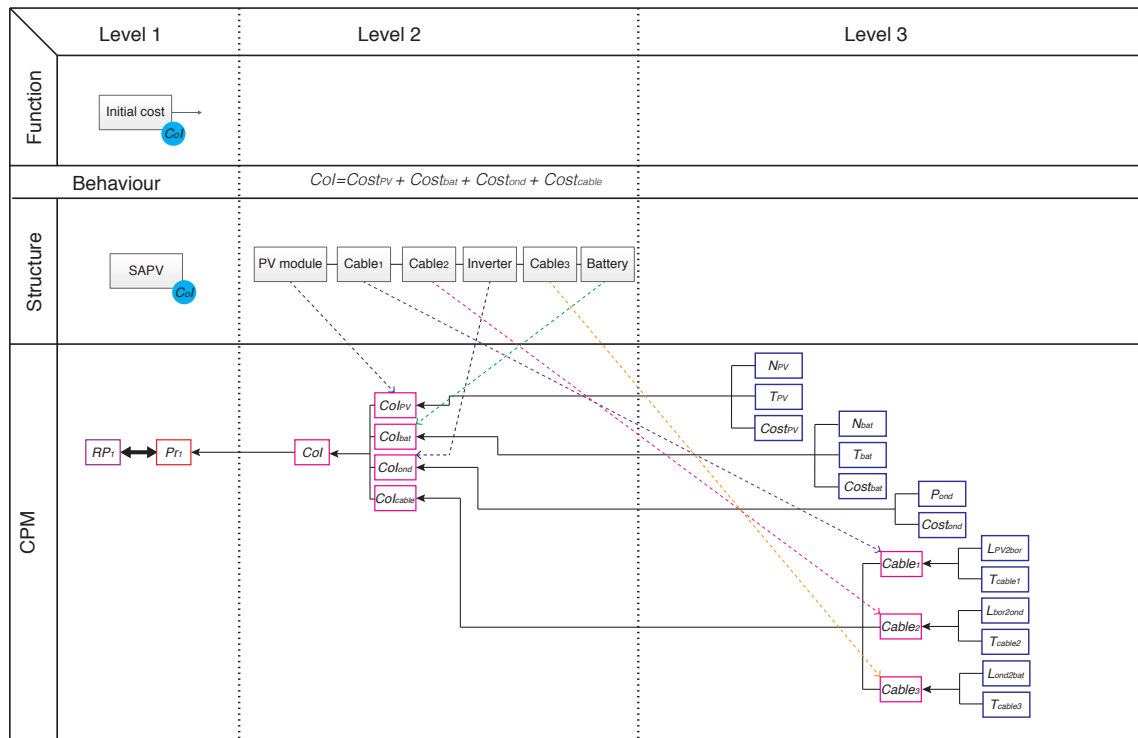 Level 1 Level 2 Level 3
Function
Initial cost
CoI
Behaviour
CoI=CostPV + Costbat + Costond + Costcable
Structure
SAPV
CoI
PV module Cable1 Cable2 Inverter Cable3 Battery
CPM
RP1 Pr1 CoI
CoIPV
CoIbat
CoIond
CoIcable
NPV
TPV
CostPV
Nbat
Tbat
Costbat
Pond
Costond
Cable1
LPV2bor
Tcable1
Cable2
Lbor2ond
Tcable2
Cable3
Lond2bat
Tcable3